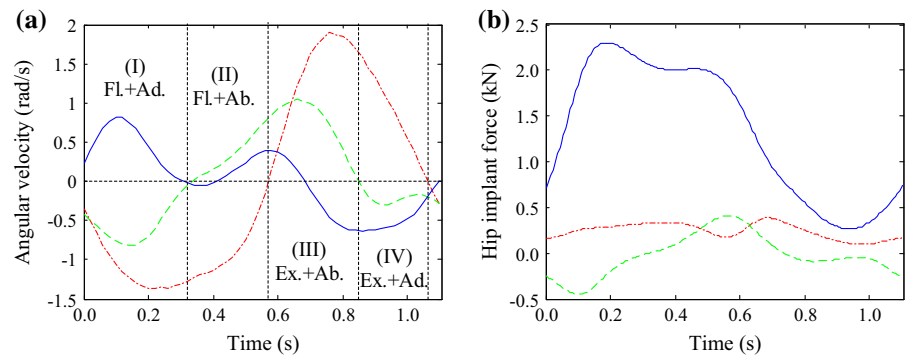 (a)
Angular velocity (rad/s)
2
1.5
1
0.5
0
-0.5
-1
-1.5
(I)
Fl.+Ad.
(II)
Fl.+Ab.
(III)
Ex.+Ab.
(IV)
Ex.+Ad.
0.0 0.2 0.4 0.6 0.8 1.0
Time (s)
(b)
Hip implant force (kN)
2.5
2.0
1.5
1.0
0.5
0.0
-0.5
0.0 0.2 0.4 0.6 0.8 1.0
Time (s)